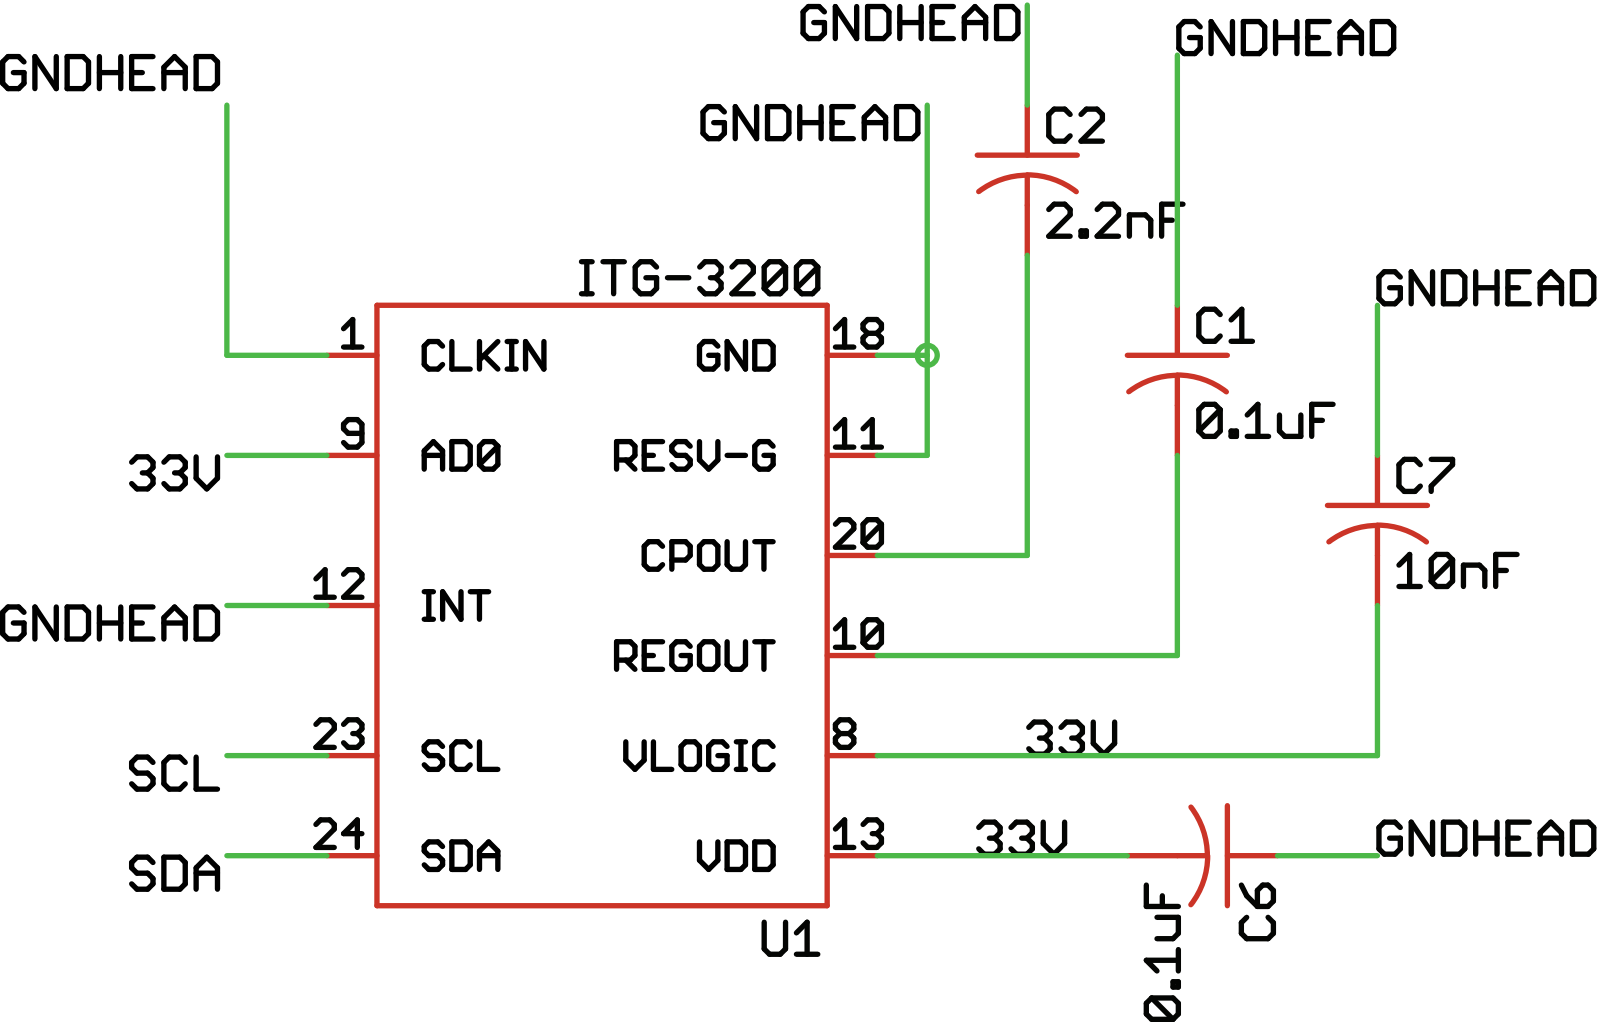 GNDHEAD
GNDHEAD
GNDHEAD
GNDHEAD
C2
2.2nF
ITG-3200
GNDHEAD
1
CLKIN
GND
18
C1
0.1uF
33V
9
AD0
RESV-G
11
C7
10nF
CPOUT
20
GNDHEAD
12
INT
REGOUT
10
SCL
23
SCL
VLOGIC
8
33V
SDA
24
SDA
VDD
13
33V
GNDHEAD
U1
0.1uF
C6